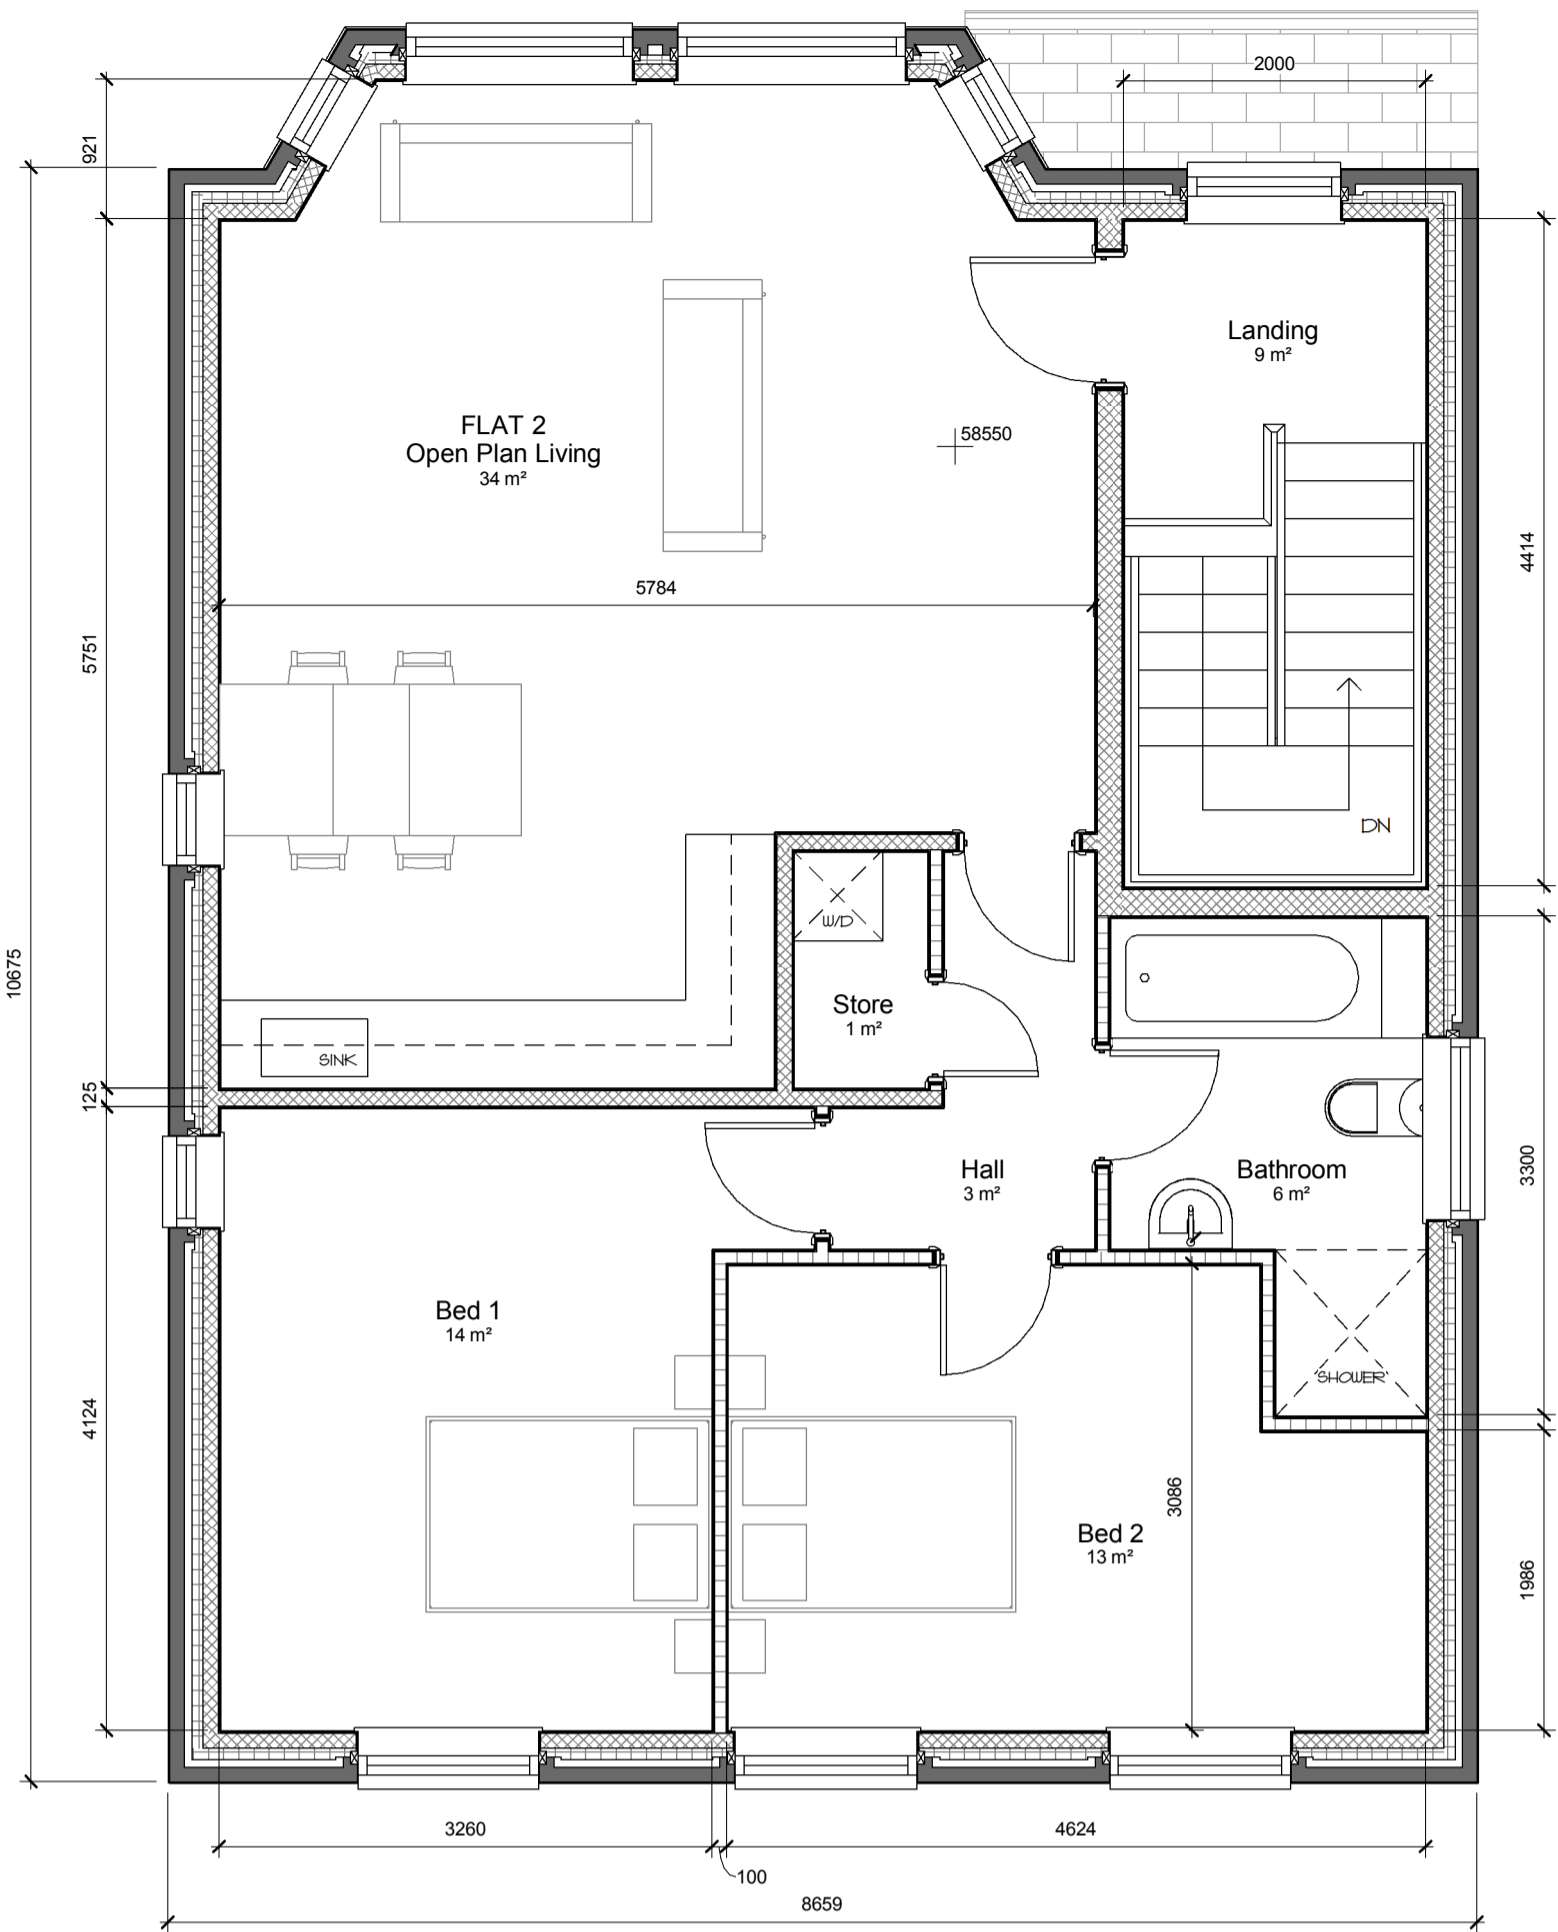 2000
921
Landing
9 m²
FLAT 2
Open Plan Living
34 m²
58550
4414
5784
5751
DN
W/D
10675
Store
1 m²
SINK
125
Hall
3 m²
Bathroom
6 m²
3300
Bed 1
14 m²
SHOWER
4124
3086
Bed 2
13 m²
1986
3260
4624
100
8659